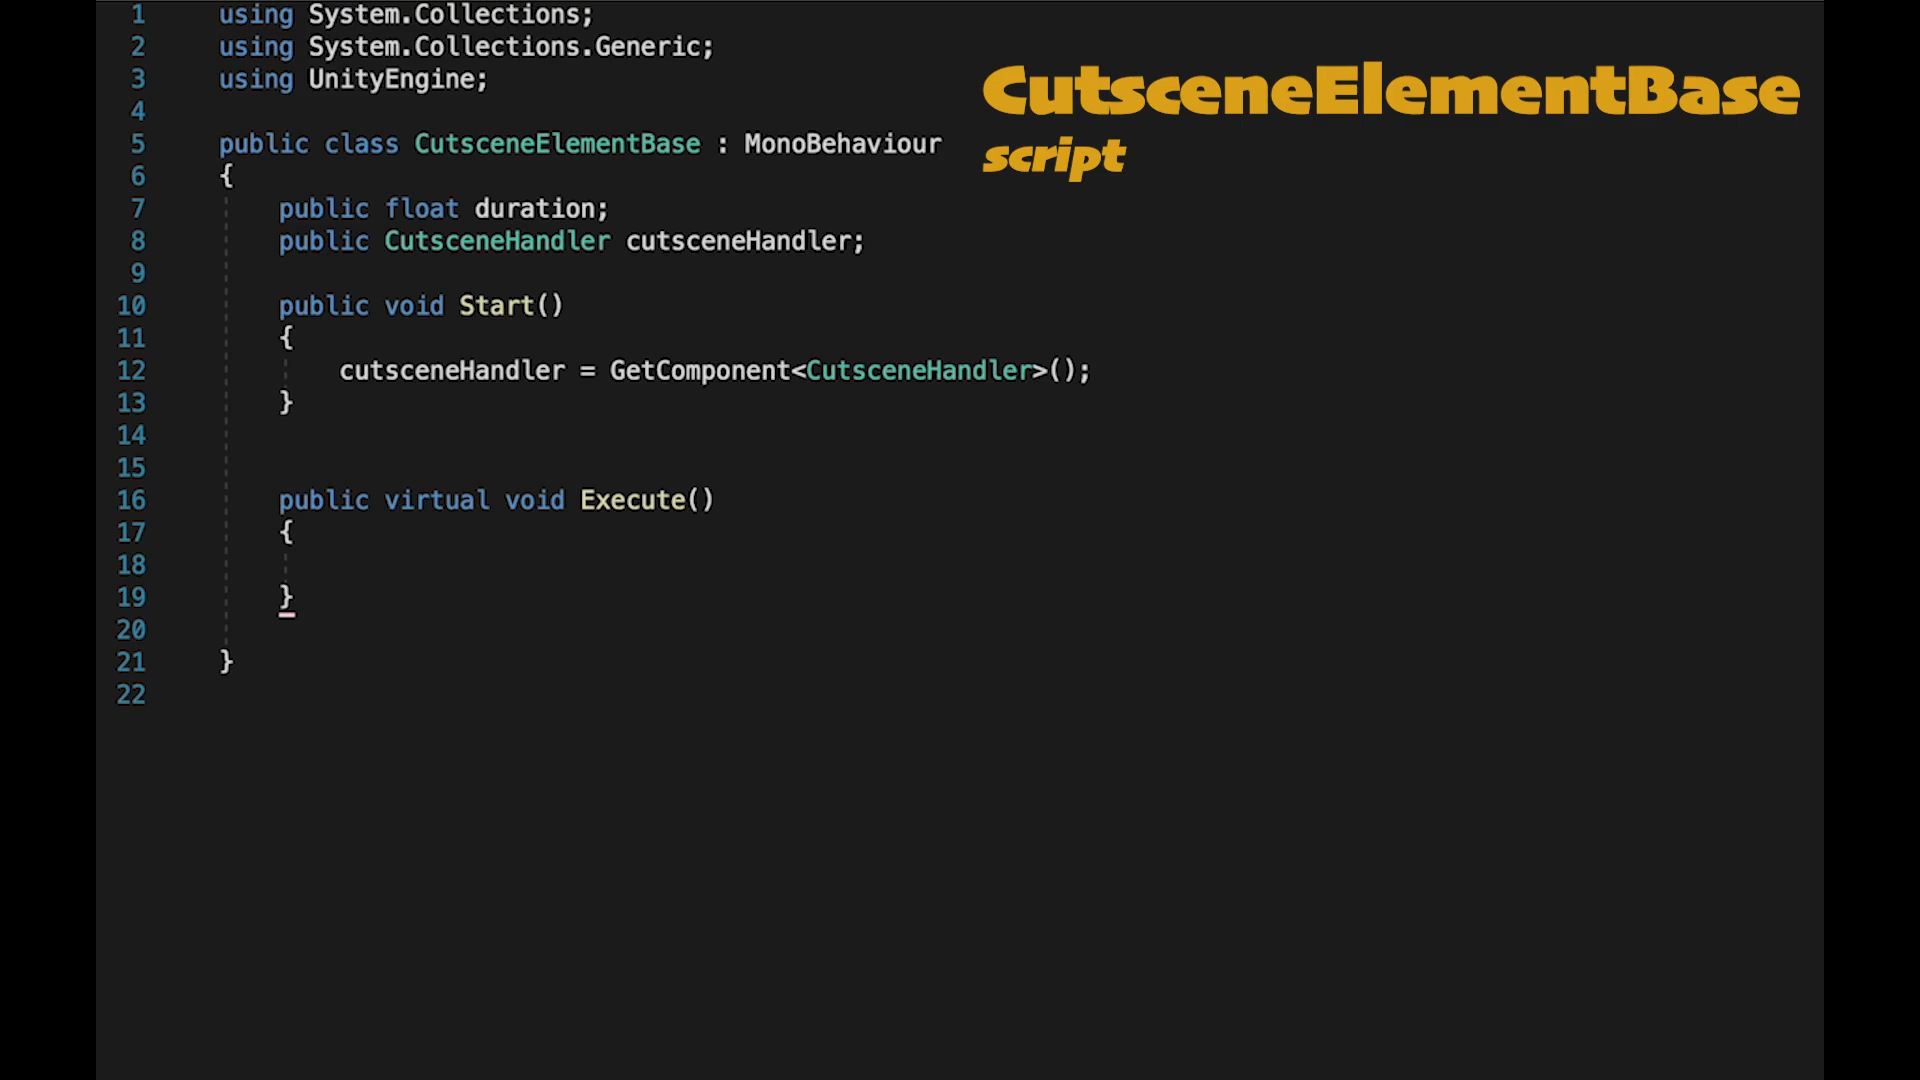 1 using System.Collections;
2 using System.Collections.Generic;
3 using UnityEngine;
4
5 public class CutsceneElementBase : MonoBehaviour
6 {
7 public float duration;
8 public CutsceneHandler cutsceneHandler;
9
10 public void Start()
11 {
12 cutsceneHandler = GetComponent<CutsceneHandler>();
13 }
14
15
16 public virtual void Execute()
17 {
18
19 }
20
21 }
22
CutsceneElementBase
script